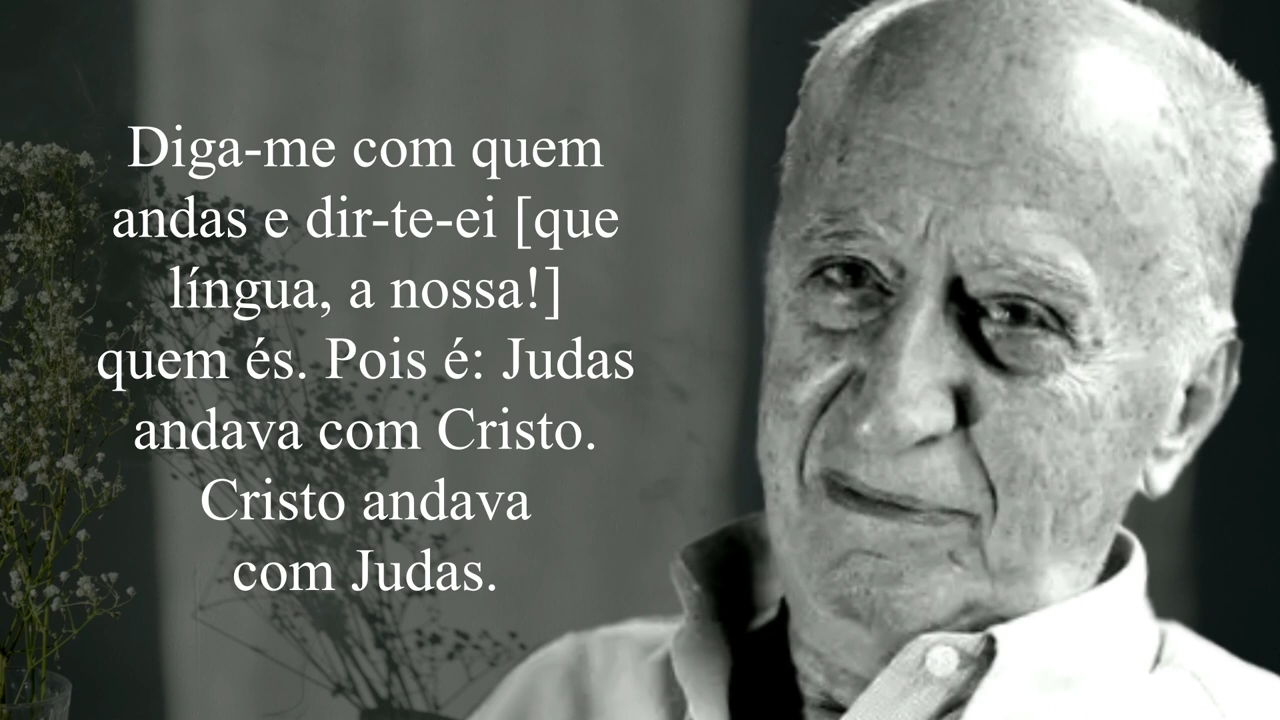 Diga-me com quem
andas e dir-te-ei [que
língua, a nossa!]
quem és. Pois é: Judas
andava com Cristo.
Cristo andava
com Judas.